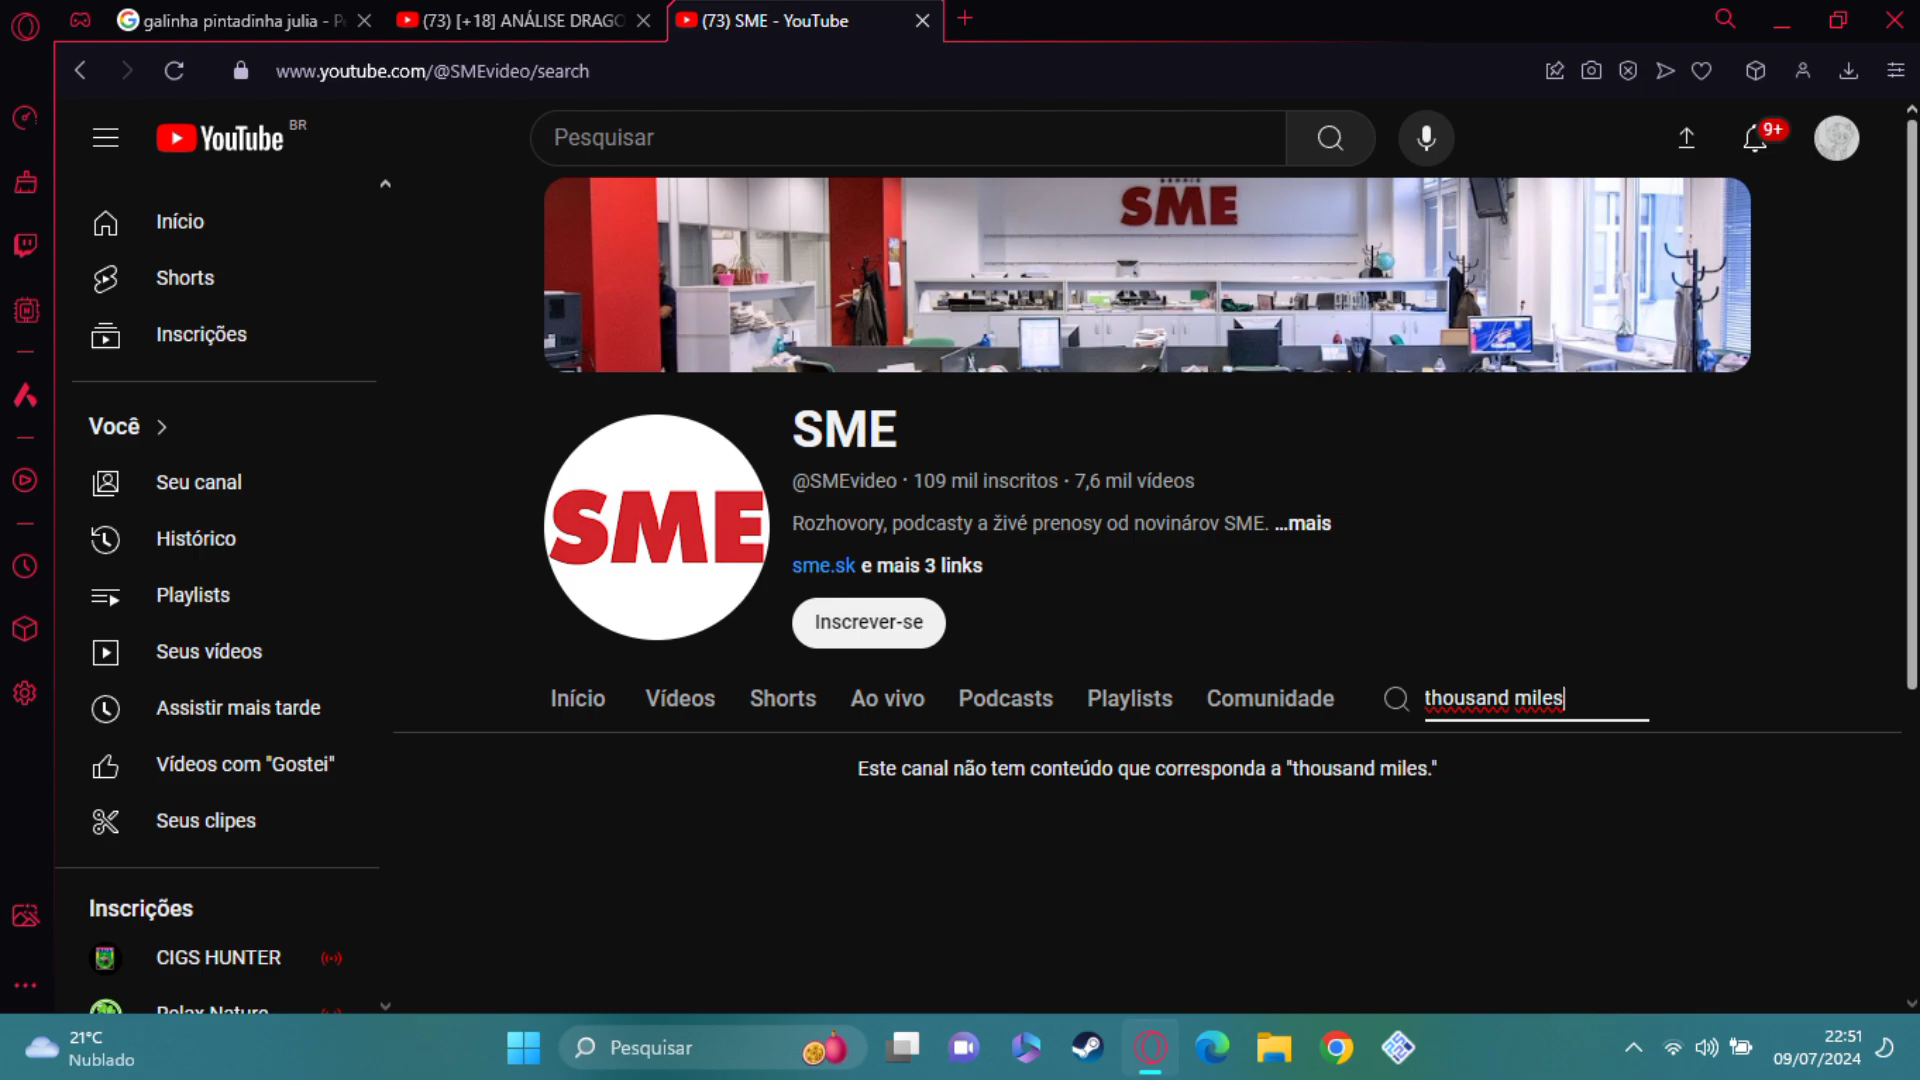 galinha pintadinha julia - P
(73) [+18] ANÁLISE DRAGO
(73) SME - YouTube
www.youtube.com/@SMEvideo/search
YouTube BR
Pesquisar
9+
SME
Início
Shorts
Inscrições
Você
Seu canal
Histórico
Playlists
Seus vídeos
Assistir mais tarde
Vídeos com "Gostei"
Seus clipes
Inscrições
CIGS HUNTER
Relax Nature
SME
SME
@SMEvideo · 109 mil inscritos · 7,6 mil vídeos
Rozhovory, podcasty a živé prenosy od novinárov SME. ...mais
sme.sk e mais 3 links
Inscrever-se
Início Vídeos Shorts Ao vivo Podcasts Playlists Comunidade thousand miles
Este canal não tem conteúdo que corresponda a "thousand miles."
21°C
Nublado
Pesquisar
22:51
09/07/2024